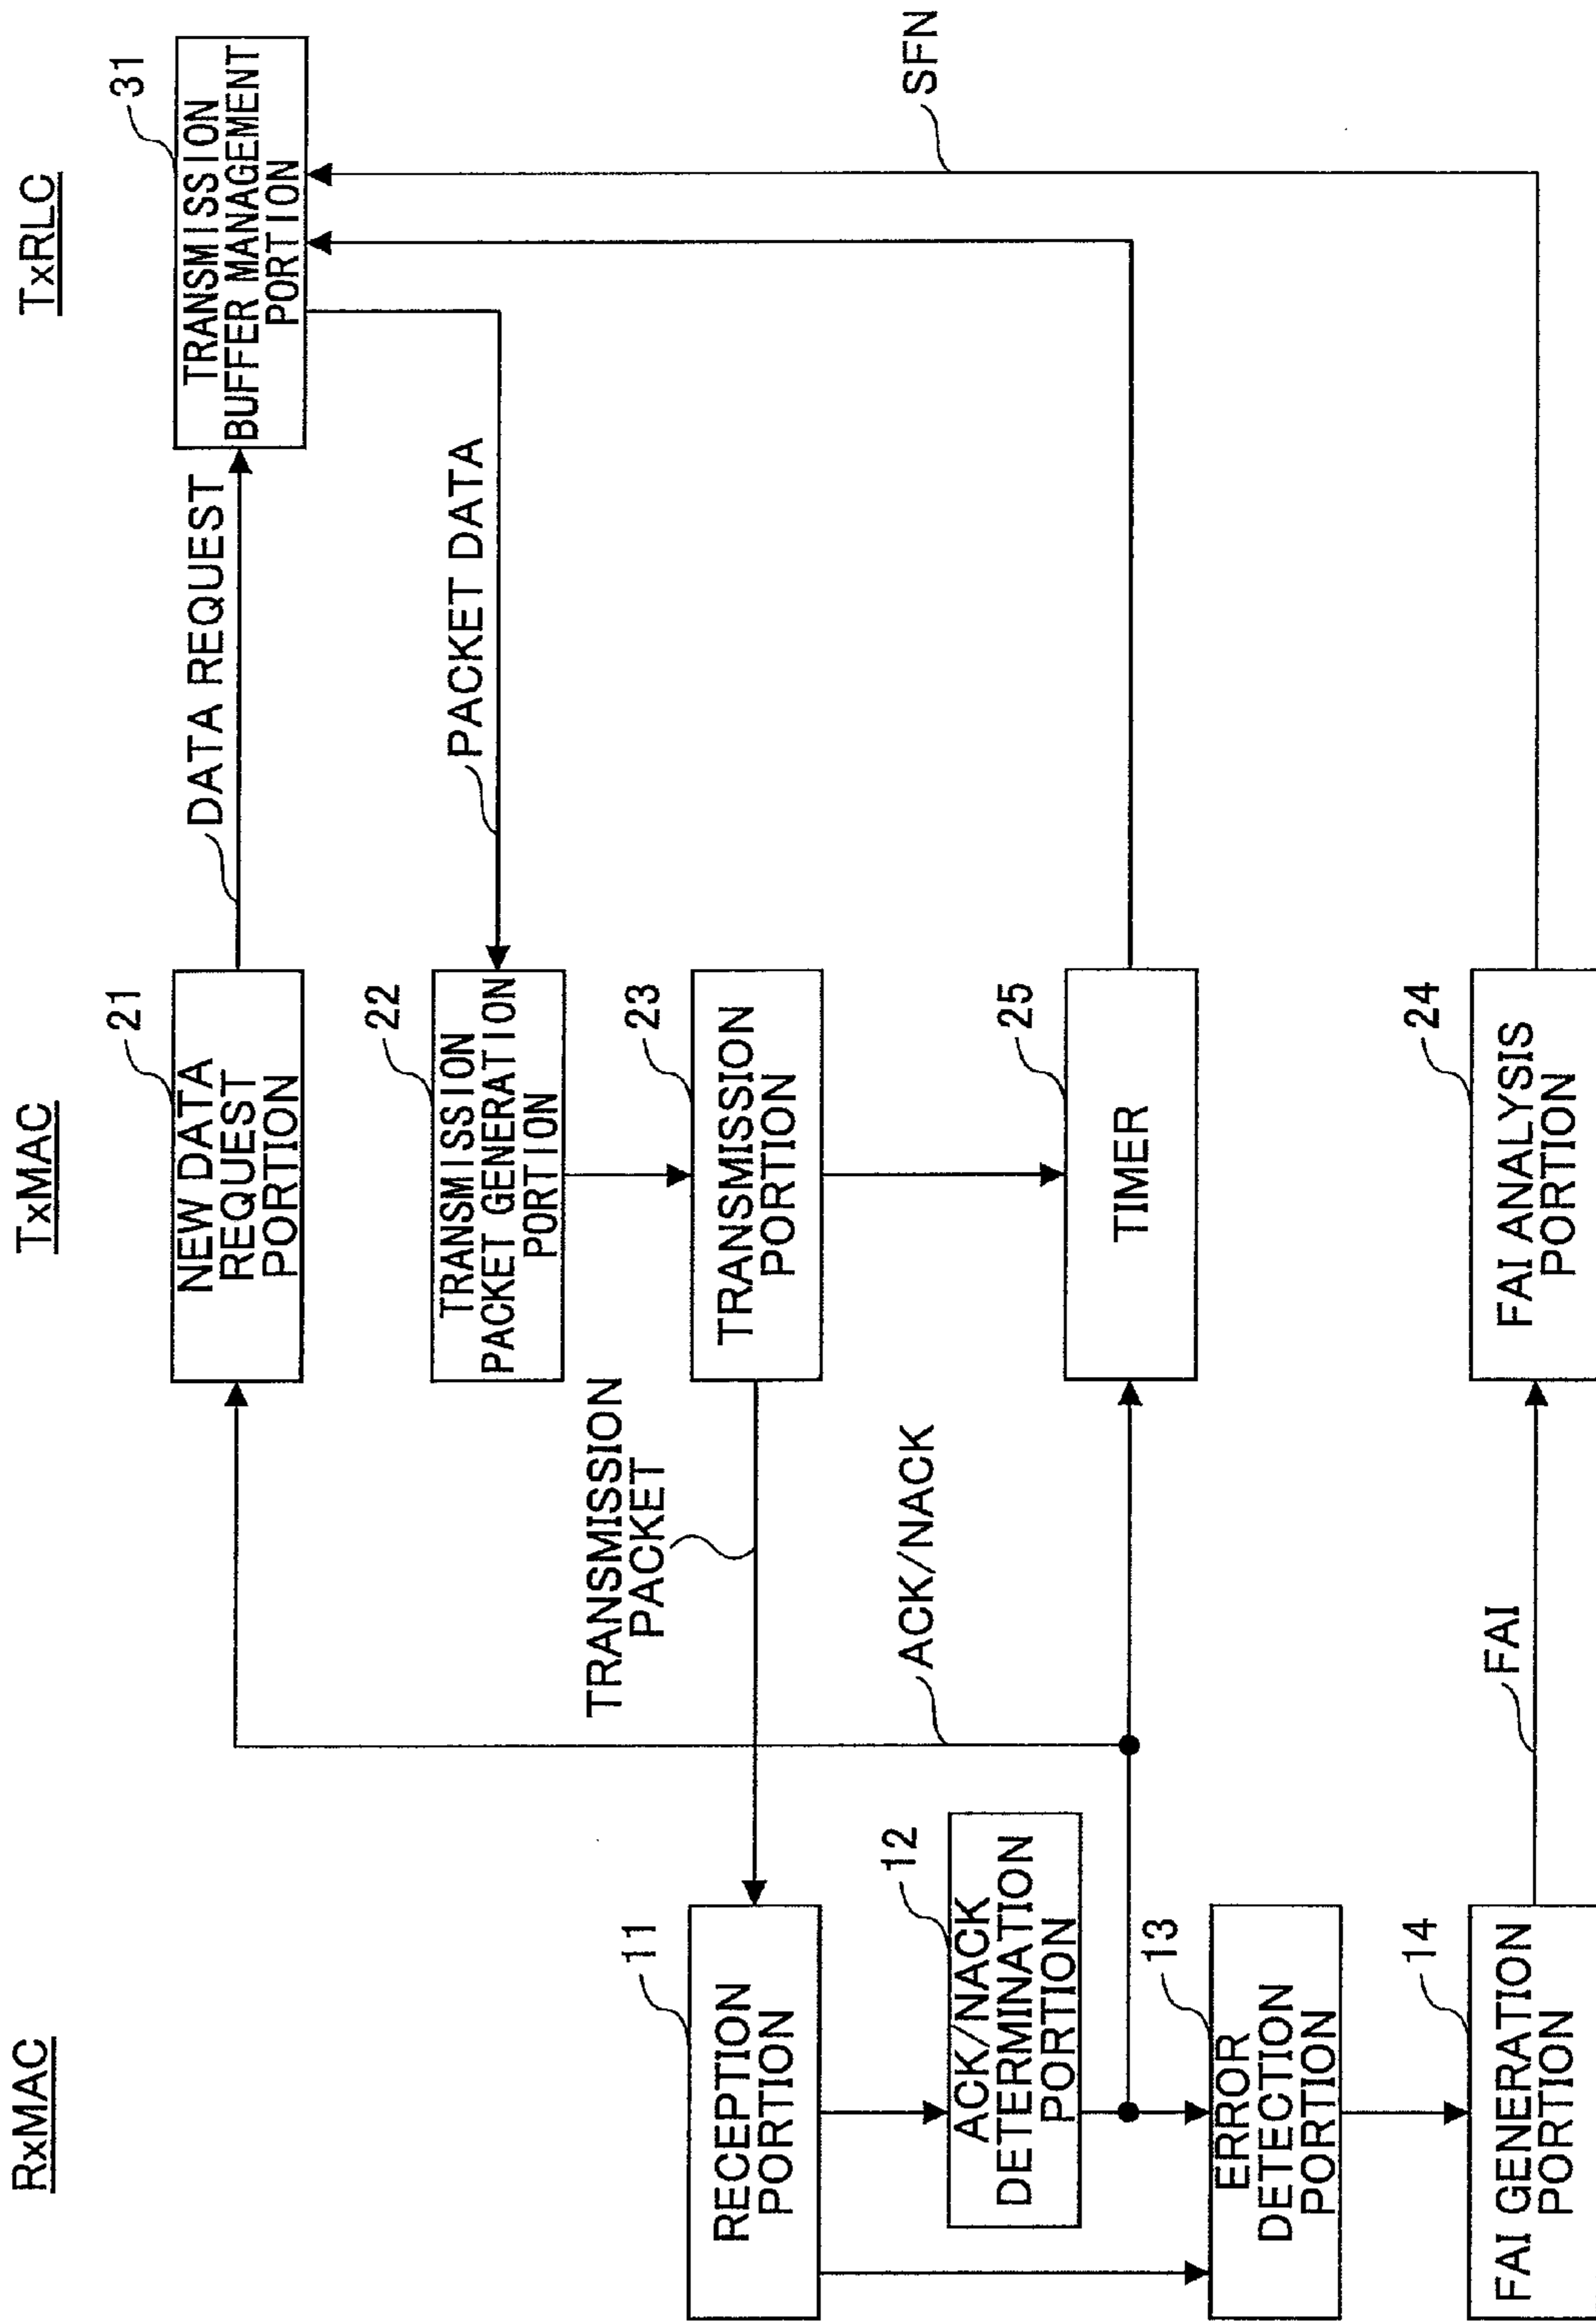 RxMAC
TxMAC
TxRLC
11
RECEPTION
PORTION
12
ACK/NACK
DETERMINATION
PORTION
13
ERROR
DETECTION
PORTION
14
FAI GENERATION
PORTION
TRANSMISSION
PACKET
ACK/NACK
FAI
21
NEW DATA
REQUEST
PORTION
22
TRANSMISSION
PACKET GENERATION
PORTION
23
TRANSMISSION
PORTION
25
TIMER
24
FAI ANALYSIS
PORTION
DATA REQUEST
PACKET DATA
31
TRANSMISSION
BUFFER MANAGEMENT
PORTION
SFN